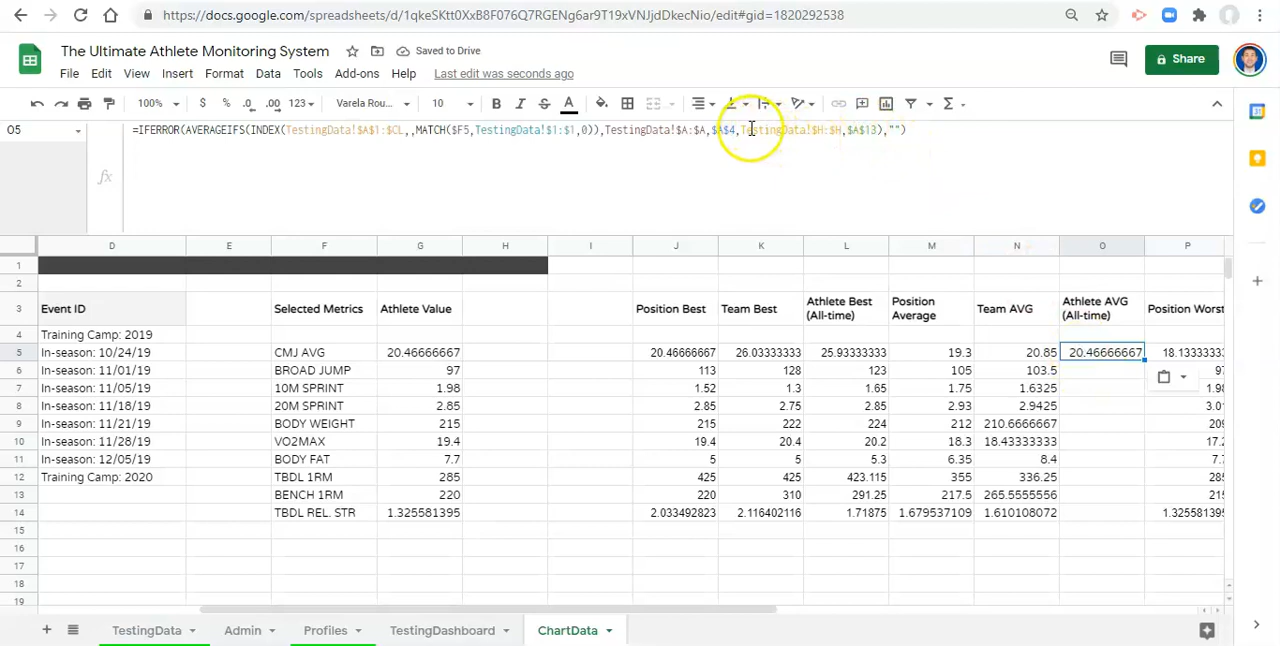 https://docs.google.com/spreadsheets/d/1qkeSKtt0XxB8F076Q7RGENg6ar9T19xVNJjdDkecNio/edit#gid=1820292538
The Ultimate Athlete Monitoring System Saved to Drive
Share
File Edit View Insert Format Data Tools Add-ons Help Last edit was seconds ago
100% $ % .0 .00 123 Varela Rou... 10 B I S A
O5 =IFERROR(AVERAGEIFS(INDEX(TestingData!$A$1:$CL,,MATCH($F5,TestingData!$1:$1,0)),TestingData!$A:$A,$A$4,TestingData!$H:$H,$A$13),"")
fx
D E F G H I J K L M N O P
1
2
3 Event ID Selected Metrics Athlete Value Position Best Team Best Athlete Best (All-time) Position Average Team AVG Athlete AVG (All-time) Position Worst
4 Training Camp: 2019
5 In-season: 10/24/19 CMJ AVG 20.46666667 20.46666667 26.03333333 25.93333333 19.3 20.85 20.46666667 18.13333333
6 In-season: 11/01/19 BROAD JUMP 97 113 128 123 105 103.5 97
7 In-season: 11/05/19 10M SPRINT 1.98 1.52 1.3 1.65 1.75 1.6325 1.98
8 In-season: 11/18/19 20M SPRINT 2.85 2.85 2.75 2.85 2.93 2.9425 3.01
9 In-season: 11/21/19 BODY WEIGHT 215 215 222 224 212 210.6666667 209
10 In-season: 11/28/19 VO2MAX 19.4 19.4 20.4 20.2 18.3 18.43333333 17.2
11 In-season: 12/05/19 BODY FAT 7.7 5 5 5.3 6.35 8.4 7.7
12 Training Camp: 2020 TBDL 1RM 285 425 425 423.115 355 336.25 285
13 BENCH 1RM 220 220 310 291.25 217.5 265.5555556 215
14 TBDL REL. STR 1.325581395 2.033492823 2.116402116 1.71875 1.679537109 1.610108072 1.325581395
15
16
17
18
19
TestingData Admin Profiles TestingDashboard ChartData